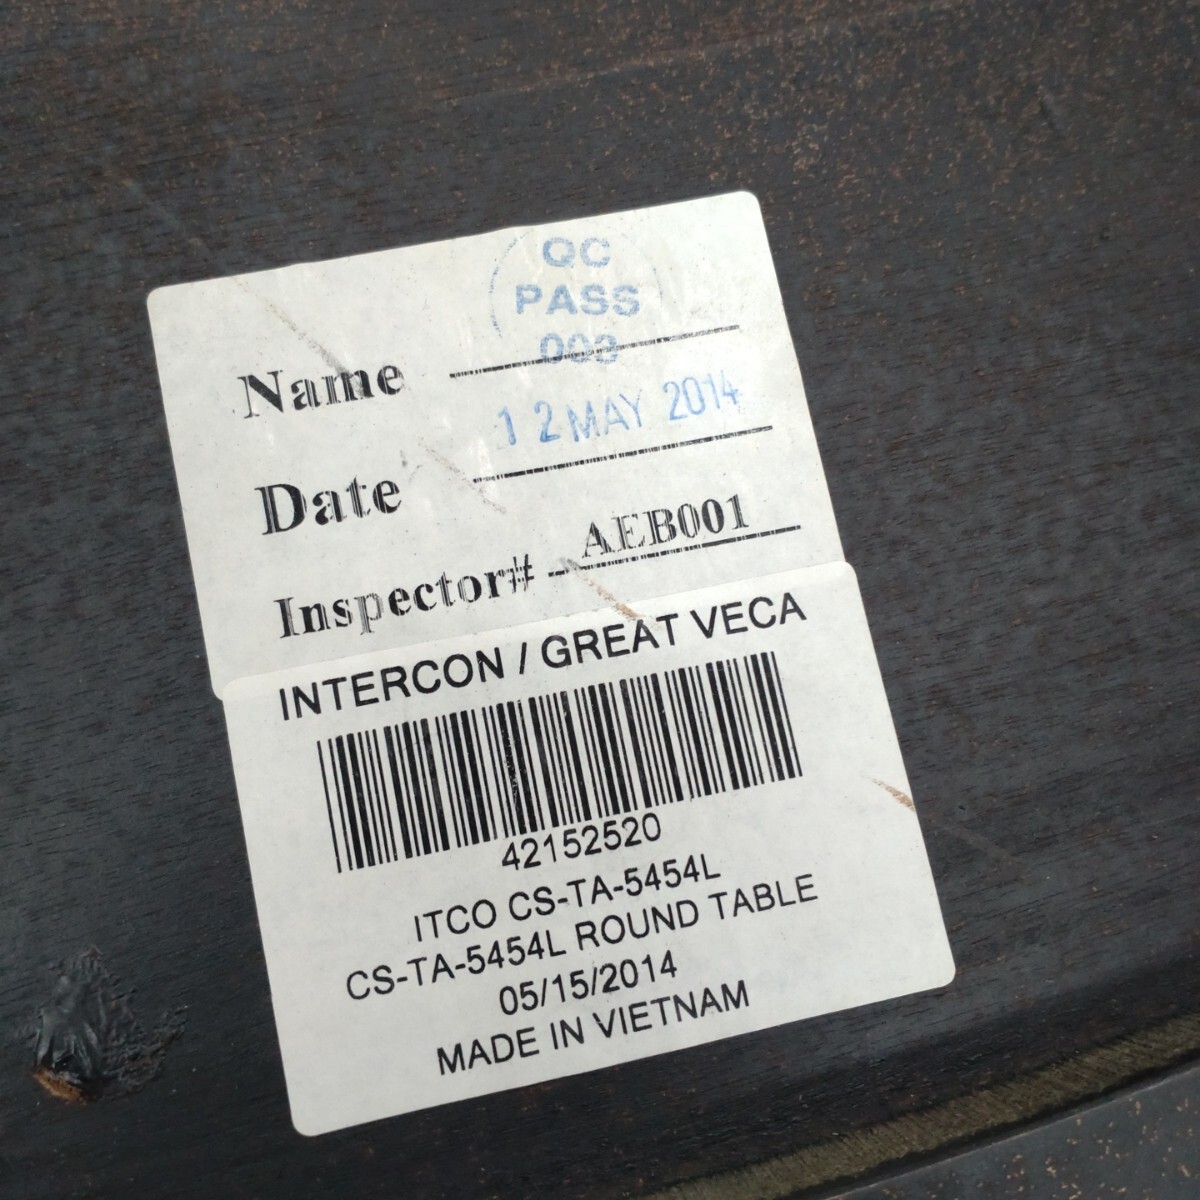 QC
PASS
003
Name
12 MAY 2014
Date
Inspector# AEB001
INTERCON / GREAT VECA
42152520
ITCO CS-TA-5454L
CS-TA-5454L ROUND TABLE
05/15/2014
MADE IN VIETNAM